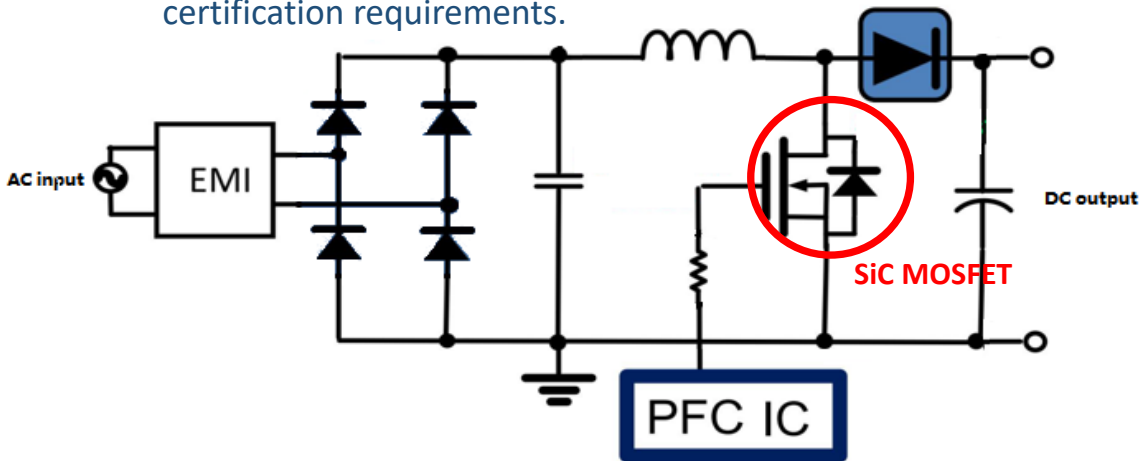 certification requirements.
AC input
EMI
DC output
SiC MOSFET
PFC IC